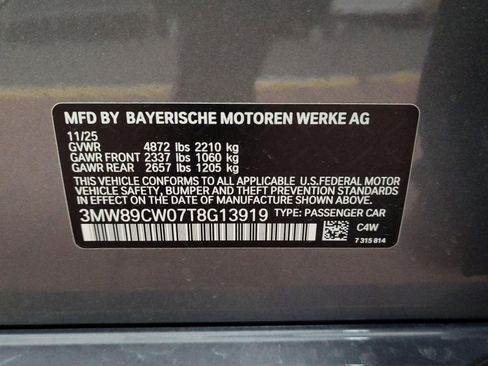 MFD BY BAYERISCHE MOTOREN WERKE AG
11/25
GVWR 4872 lbs 2210 kg
GAWR FRONT 2337 lbs 1060 kg
GAWR REAR 2657 lbs 1205 kg
THIS VEHICLE CONFORMS TO ALL APPLICABLE U.S.FEDERAL MOTOR
VEHICLE SAFETY, BUMPER AND THEFT PREVENTION STANDARDS
IN EFFECT ON THE DATE OF MANUFACTURE SHOWN ABOVE.
3MW89CW07T8G13919 TYPE: PASSENGER CAR
C4W
7 315 814